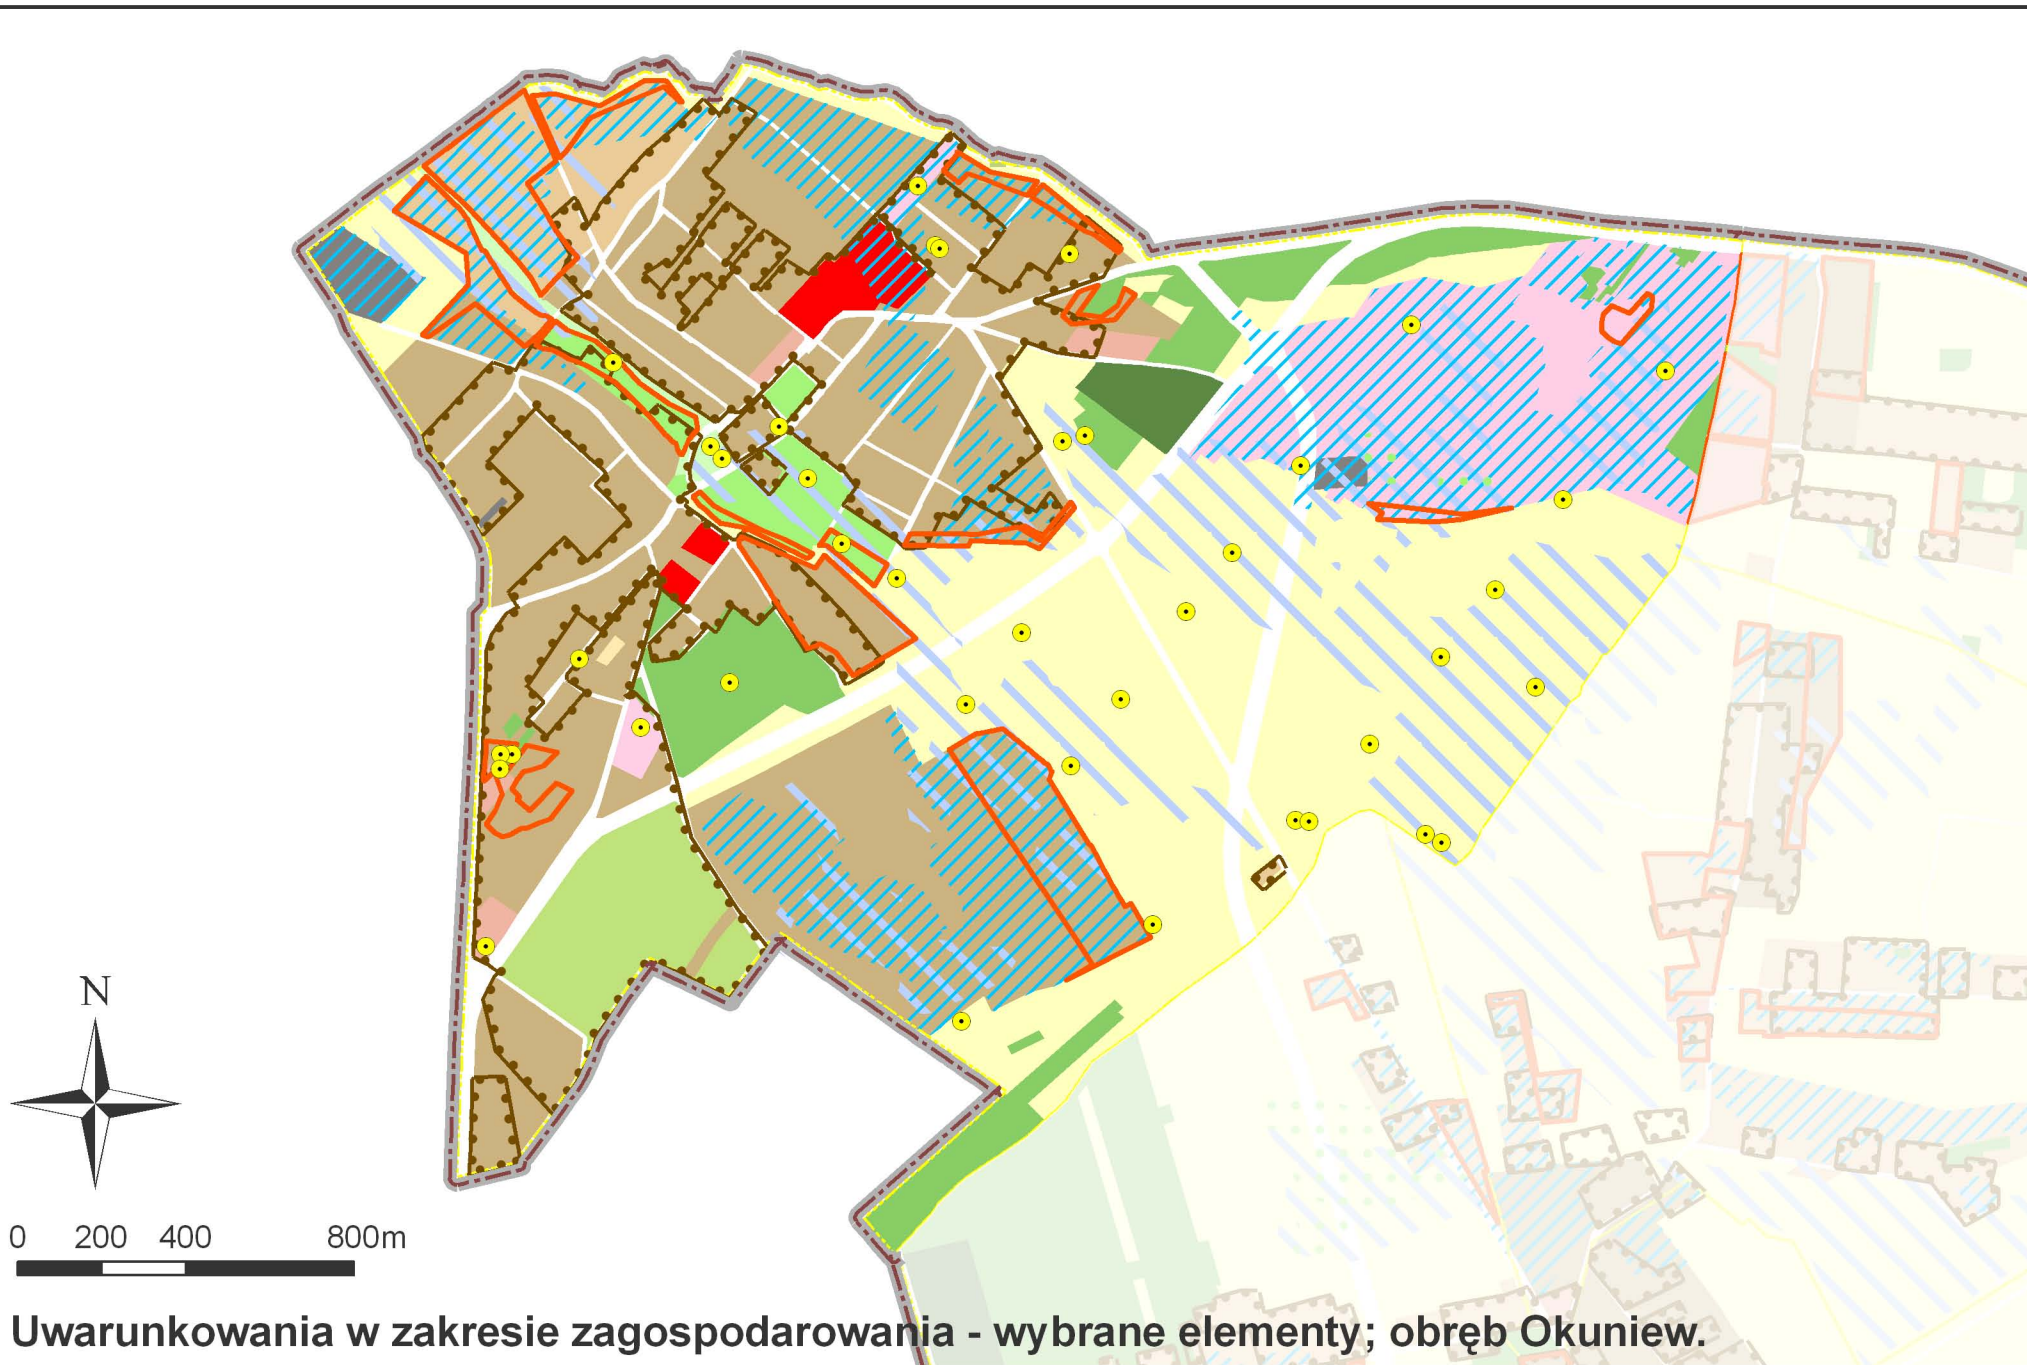 N
0 200 400 800m
Uwarunkowania w zakresie zagospodarowania - wybrane elementy; obręb Okuniew.